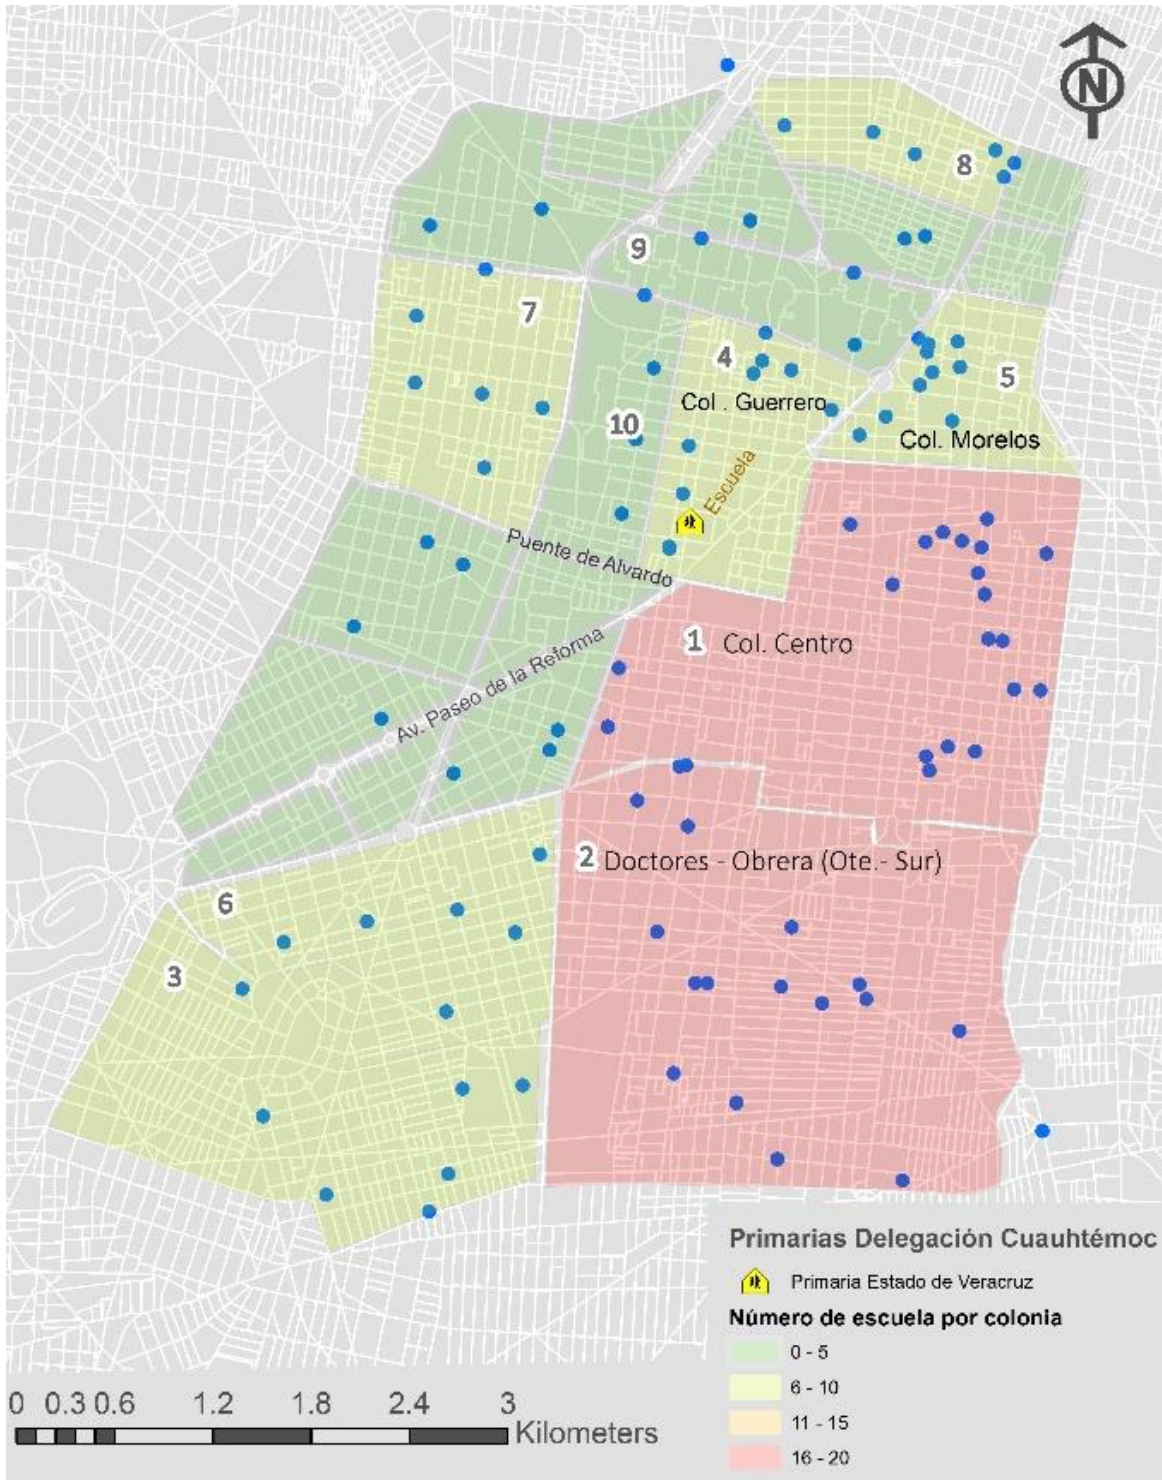 N
8
9
7
4
5
Col . Guerrero
10
Col. Morelos
Escuela
Puente de Alvardo
1 Col. Centro
Av. Paseo de la Reforma
2 Doctores - Obrera (Ote.- Sur)
6
3
Primarias Delegación Cuauhtémoc
Primaria Estado de Veracruz
Número de escuela por colonia
0 - 5
6 - 10
11 - 15
16 - 20
0 0.3 0.6 1.2 1.8 2.4 3
Kilometers